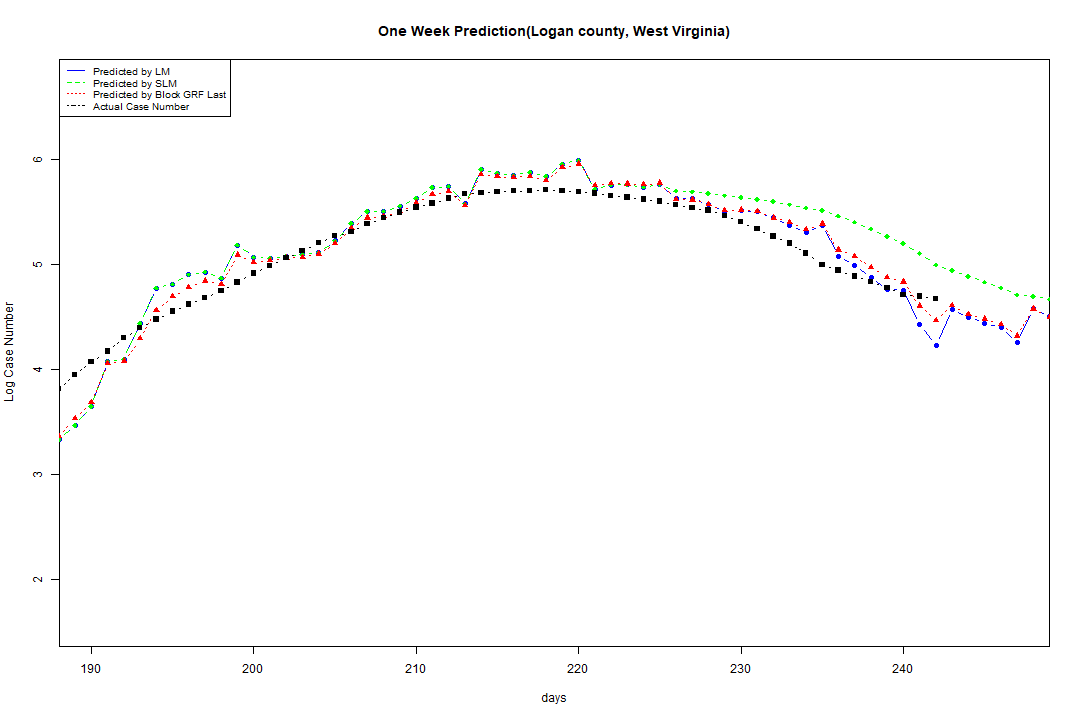 One Week Prediction(Logan county, West Virginia)
Predicted by LM
Predicted by SLM
Predicted by Block GRF Last
Actual Case Number
6
5
4
3
2
Log Case Number
190 200 210 220 230 240
days